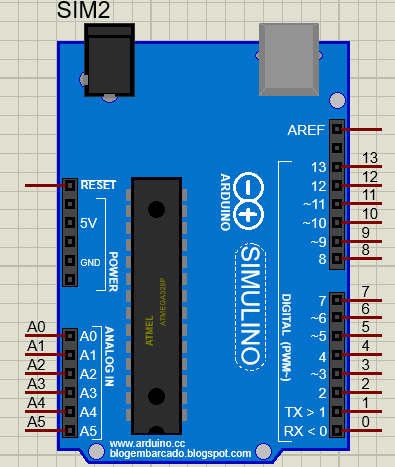 SIM2
AREF
13 13
12 12
~11 11
~10 10
~9 9
8 8
RESET
5V
GND
POWER
ARDUINO
SIMULINO
ATMEL
ATMEGA328P
DIGITAL (PWM~)
7 7
~6 6
~5 5
4 4
~3 3
2 2
TX > 1 1
RX < 0 0
ANALOG IN
A0 A0
A1 A1
A2 A2
A3 A3
A4 A4
A5 A5
www.arduino.cc
blogembarcado.blogspot.com